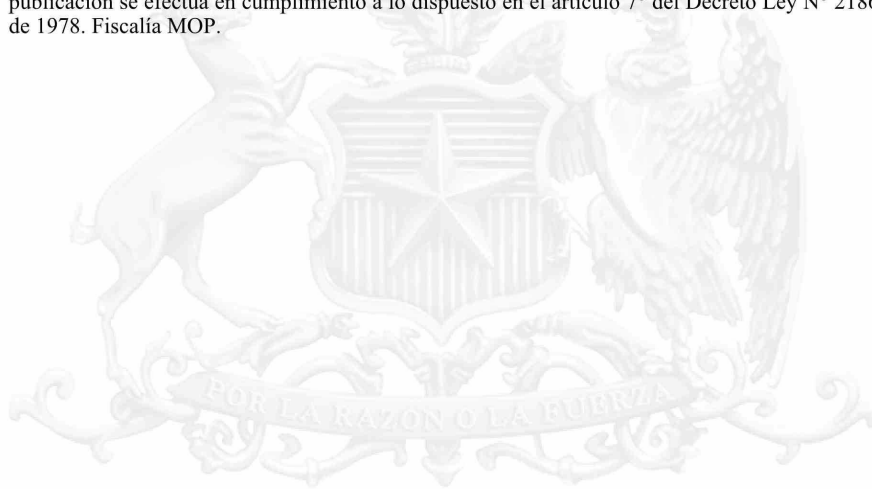 publicación se efectúa en cumplimiento a lo dispuesto en el artículo 7° del Decreto Ley N° 2186
de 1978. Fiscalía MOP.
POR LA RAZÓN O LA FUERZA